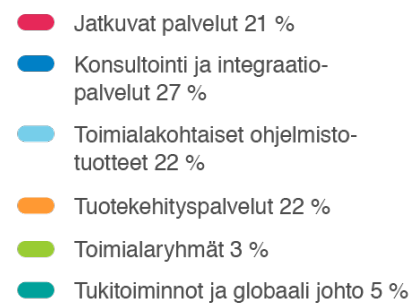 Jatkuvat palvelut 21 %
Konsultointi ja integraatio-
palvelut 27 %
Toimialakohtaiset ohjelmisto-
tuotteet 22 %
Tuotekehityspalvelut 22 %
Toimialaryhmät 3 %
Tukitoiminnot ja globaali johto 5 %